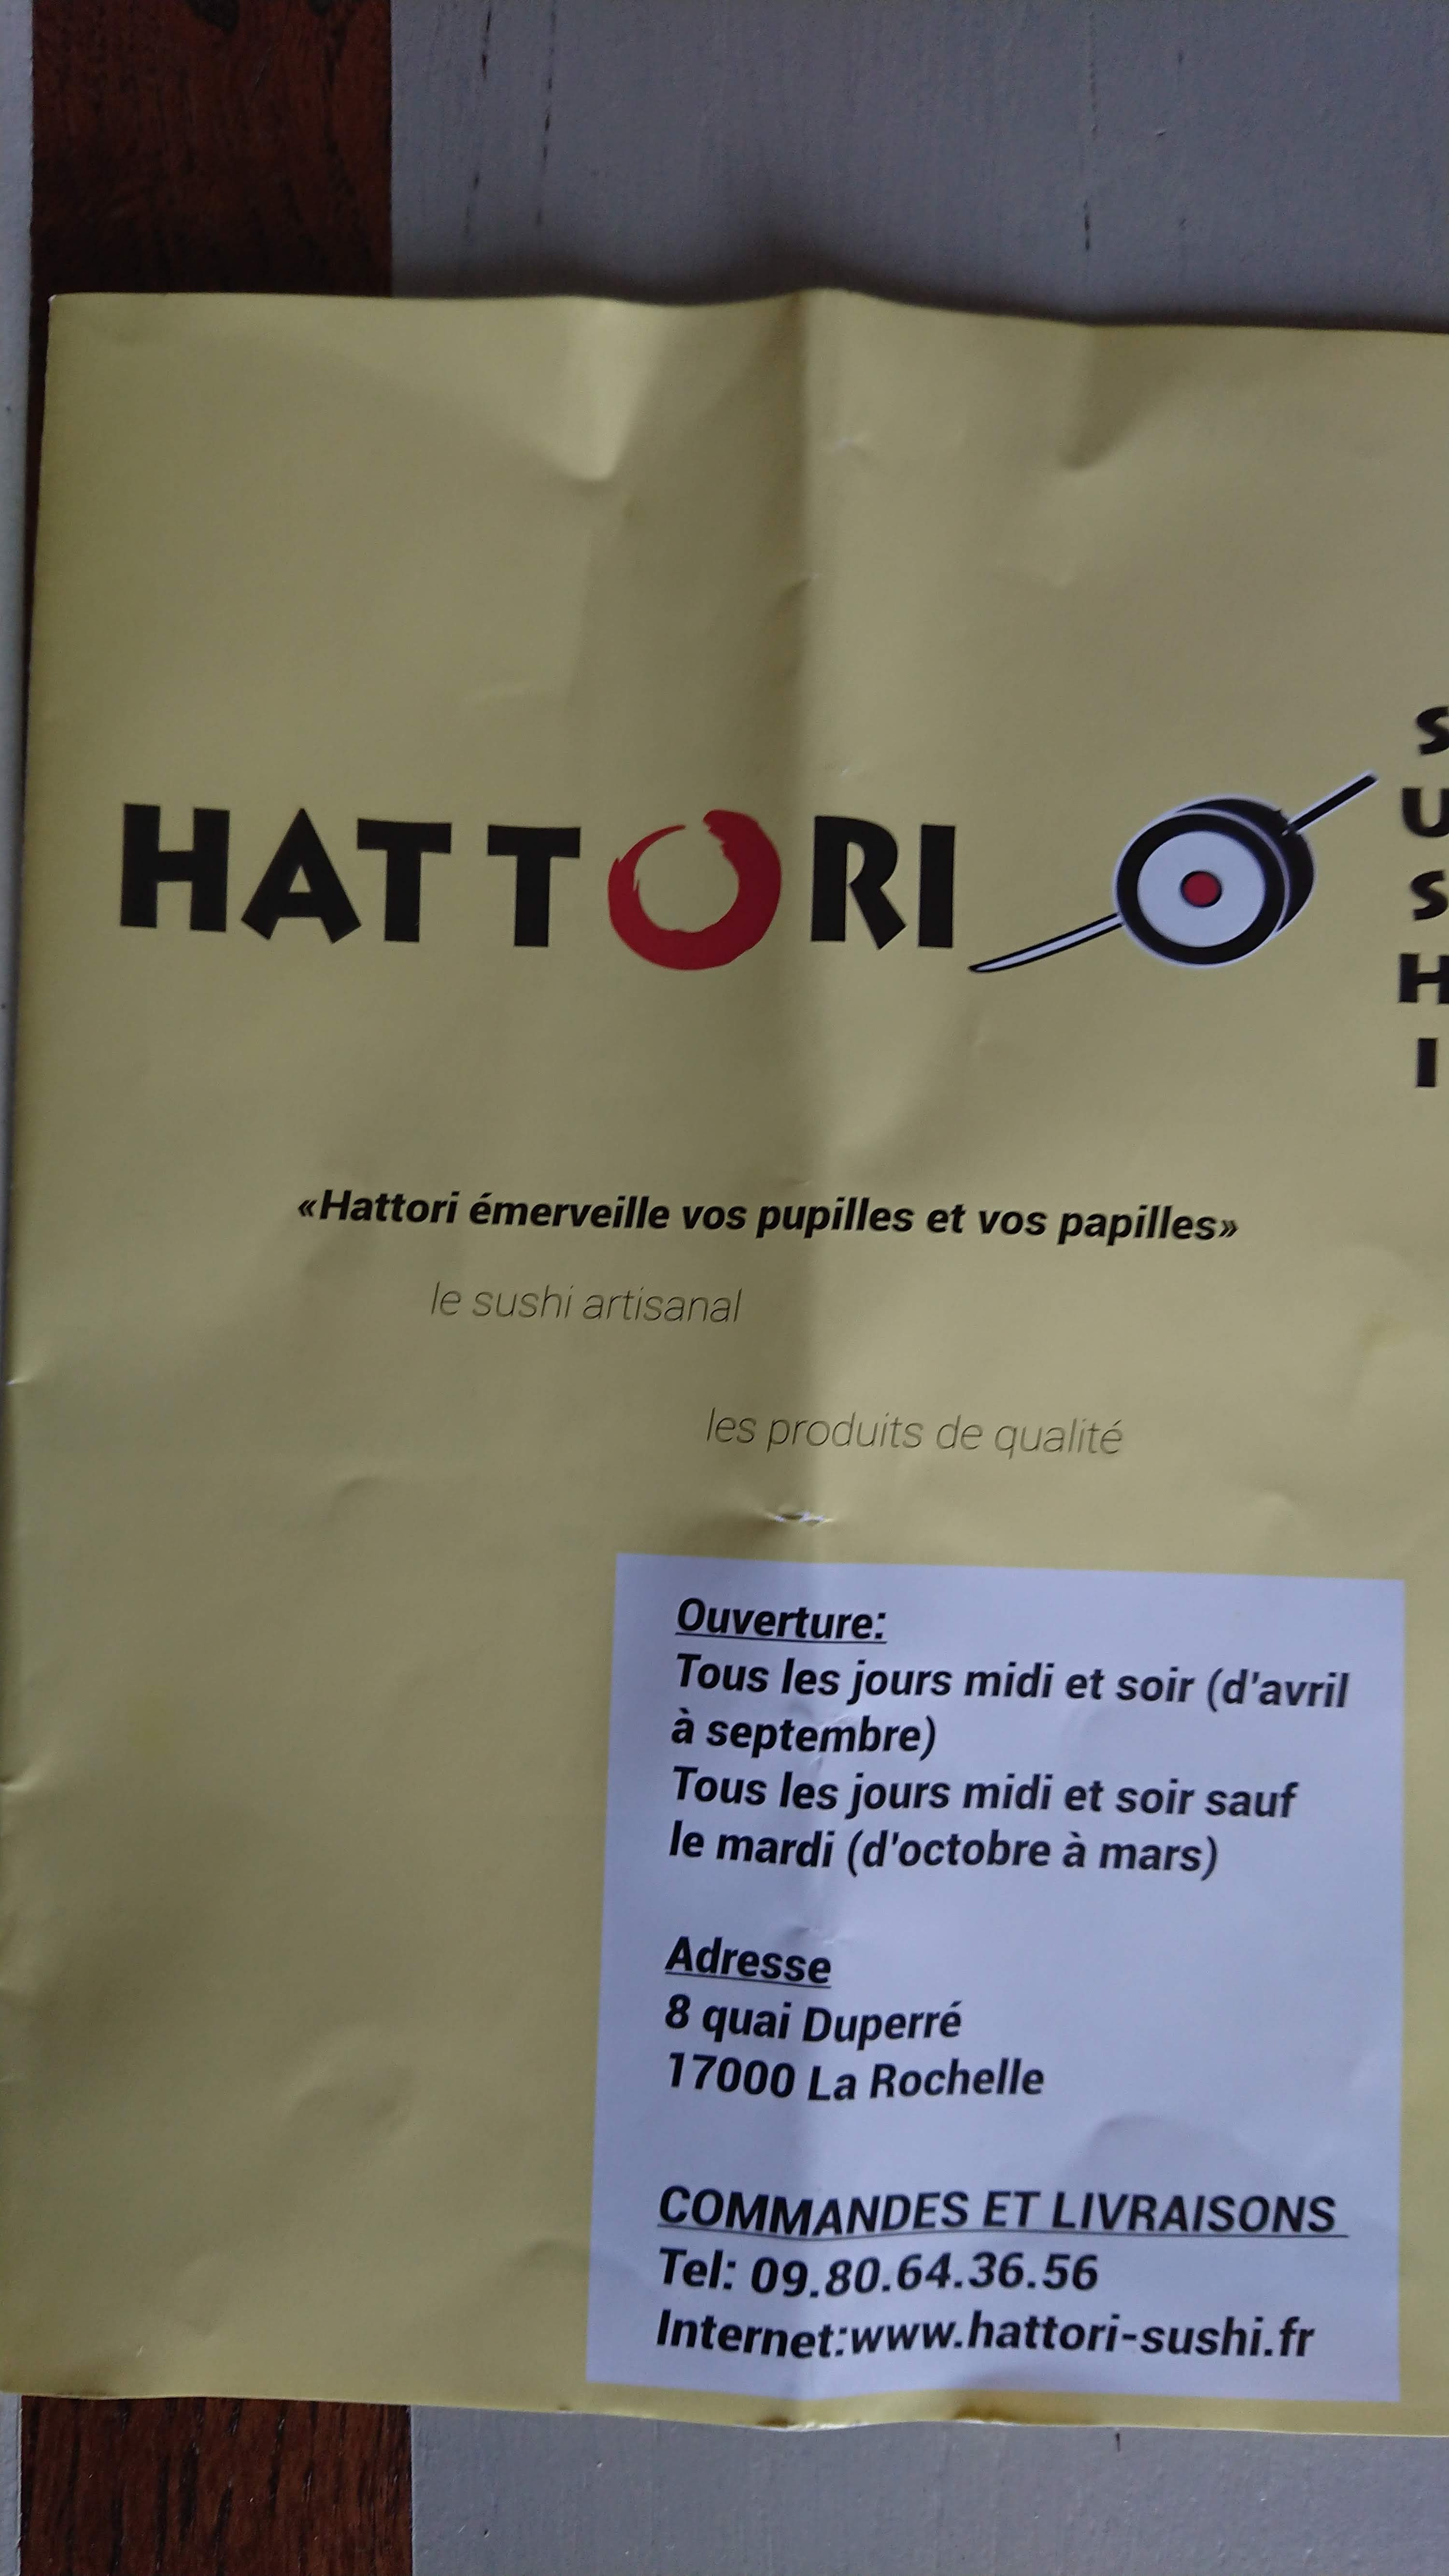 HATTORI
SUSHI
«Hattori émerveille vos pupilles et vos papilles»
le sushi artisanal
les produits de qualité
Ouverture:
Tous les jours midi et soir (d'avril
à septembre)
Tous les jours midi et soir sauf
le mardi (d'octobre à mars)
Adresse
8 quai Duperré
17000 La Rochelle
COMMANDES ET LIVRAISONS
Tel: 09.80.64.36.56
Internet:www.hattori-sushi.fr